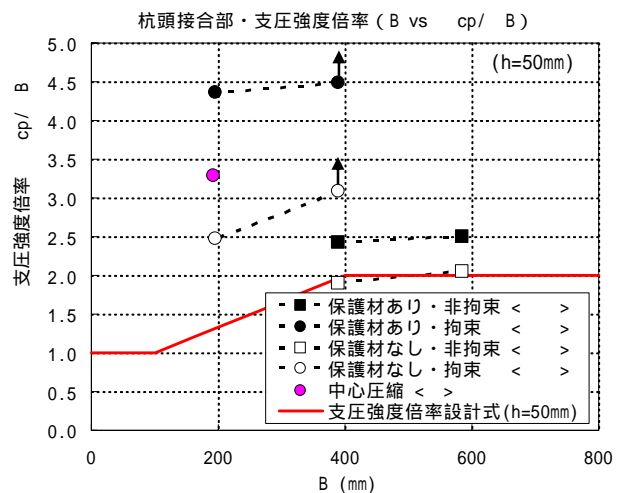 杭頭接合部・支圧強度倍率(B vs cp/ B)
(h=50mm)
支圧強度倍率 cp/ B
5.0
4.5
4.0
3.5
3.0
2.5
2.0
1.5
1.0
0.5
0.0
保護材あり・非拘束 < >
保護材あり・拘束 < >
保護材なし・非拘束 < >
保護材なし・拘束 < >
中心圧縮 < >
支圧強度倍率設計式(h=50mm)
0 200 400 600 800
B (mm)